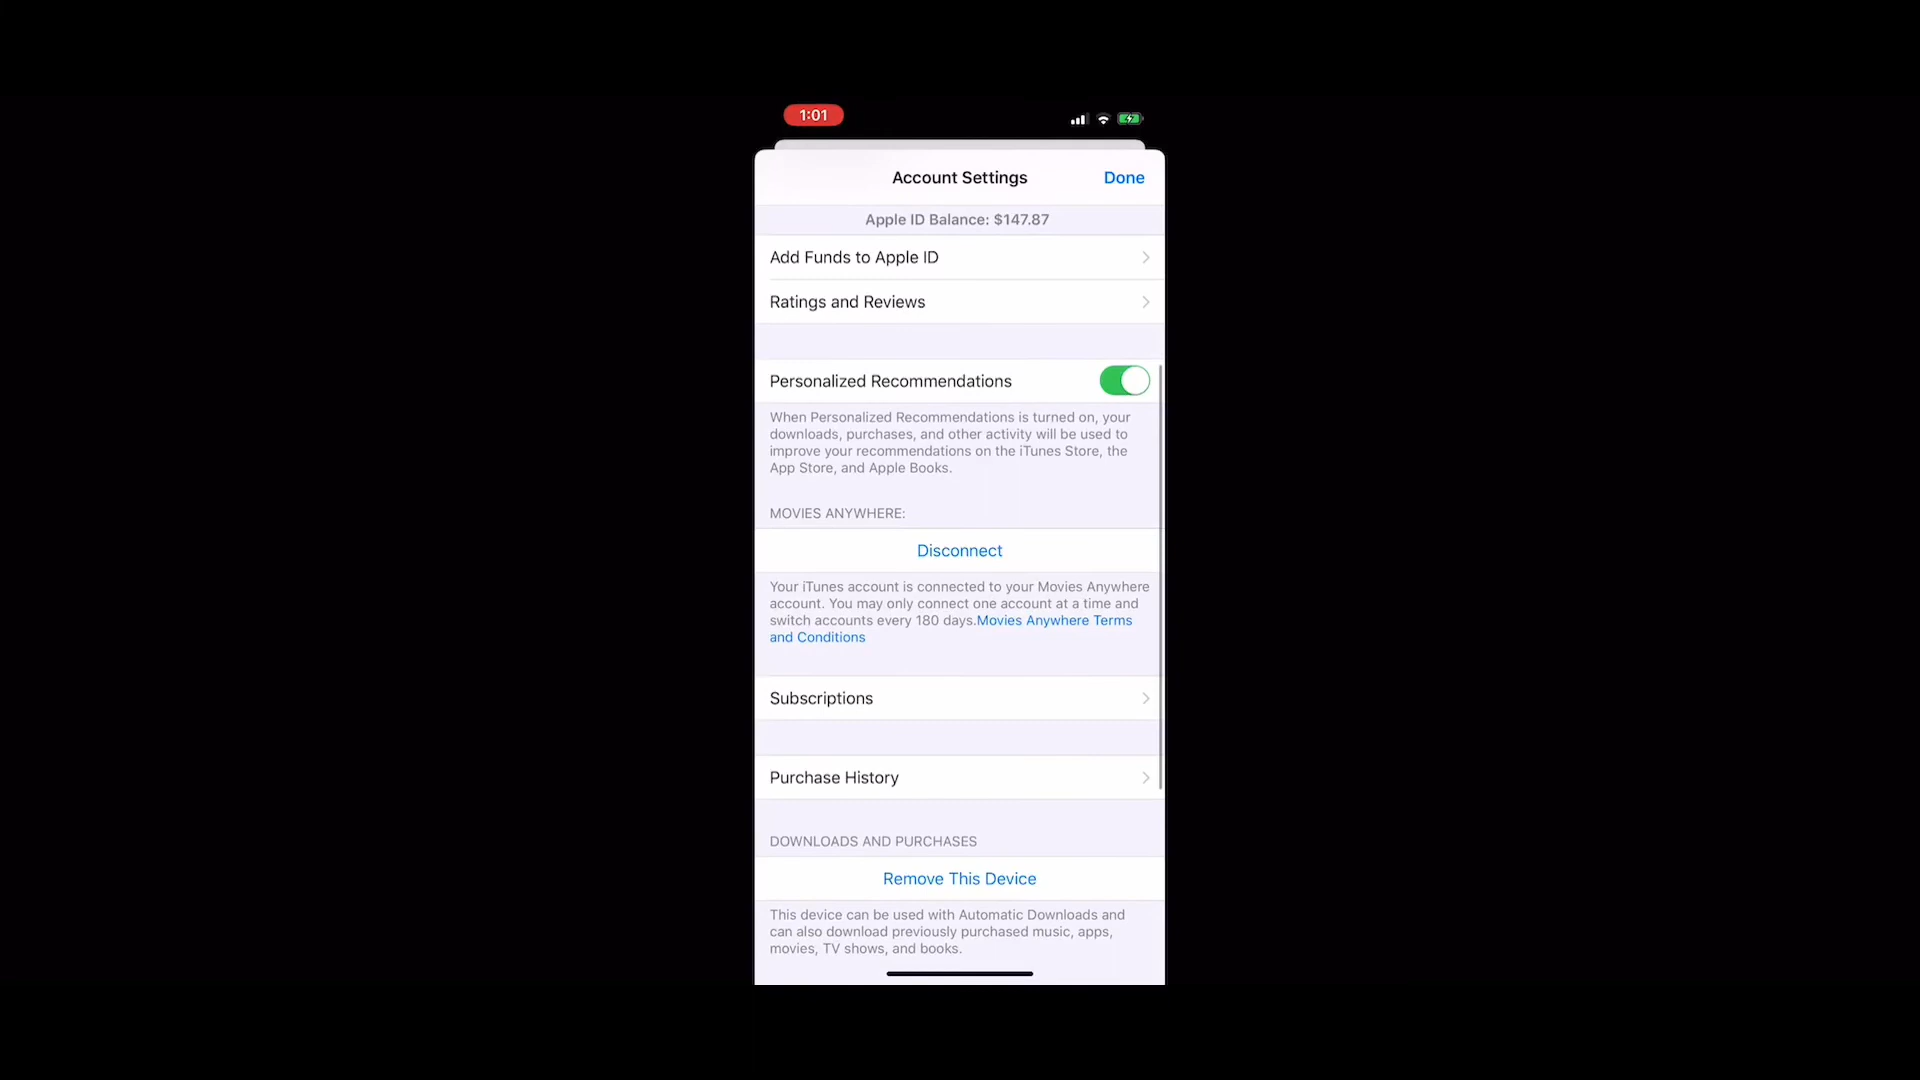 1:01
Account Settings
Done
Apple ID Balance: $147.87
Add Funds to Apple ID
Ratings and Reviews
Personalized Recommendations
When Personalized Recommendations is turned on, your
downloads, purchases, and other activity will be used to
improve your recommendations on the iTunes Store, the
App Store, and Apple Books.
MOVIES ANYWHERE:
Disconnect
Your iTunes account is connected to your Movies Anywhere
account. You may only connect one account at a time and
switch accounts every 180 days.Movies Anywhere Terms
and Conditions
Subscriptions
Purchase History
DOWNLOADS AND PURCHASES
Remove This Device
This device can be used with Automatic Downloads and
can also download previously purchased music, apps,
movies, TV shows, and books.